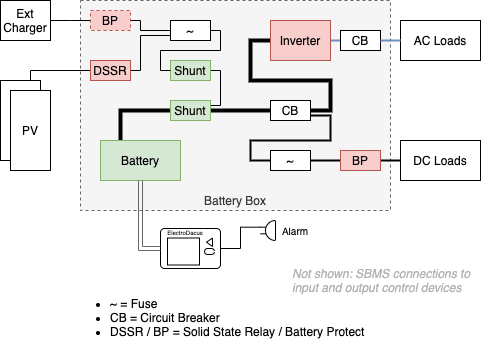 Ext
Charger
BP
~
Inverter
CB
AC Loads
DSSR
Shunt
PV
Shunt
CB
Battery
~
BP
DC Loads
Battery Box
ElectroDacus
Alarm
Not shown: SBMS connections to
input and output control devices
• ~ = Fuse
• CB = Circuit Breaker
• DSSR / BP = Solid State Relay / Battery Protect